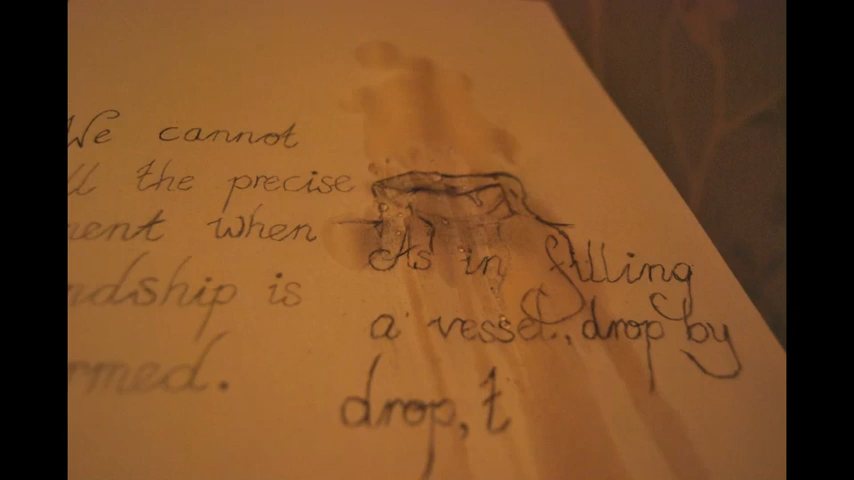 We cannot
ll the precise
ment when
ndship is
rmed.
As in filling
a vessel, drop by
drop, t